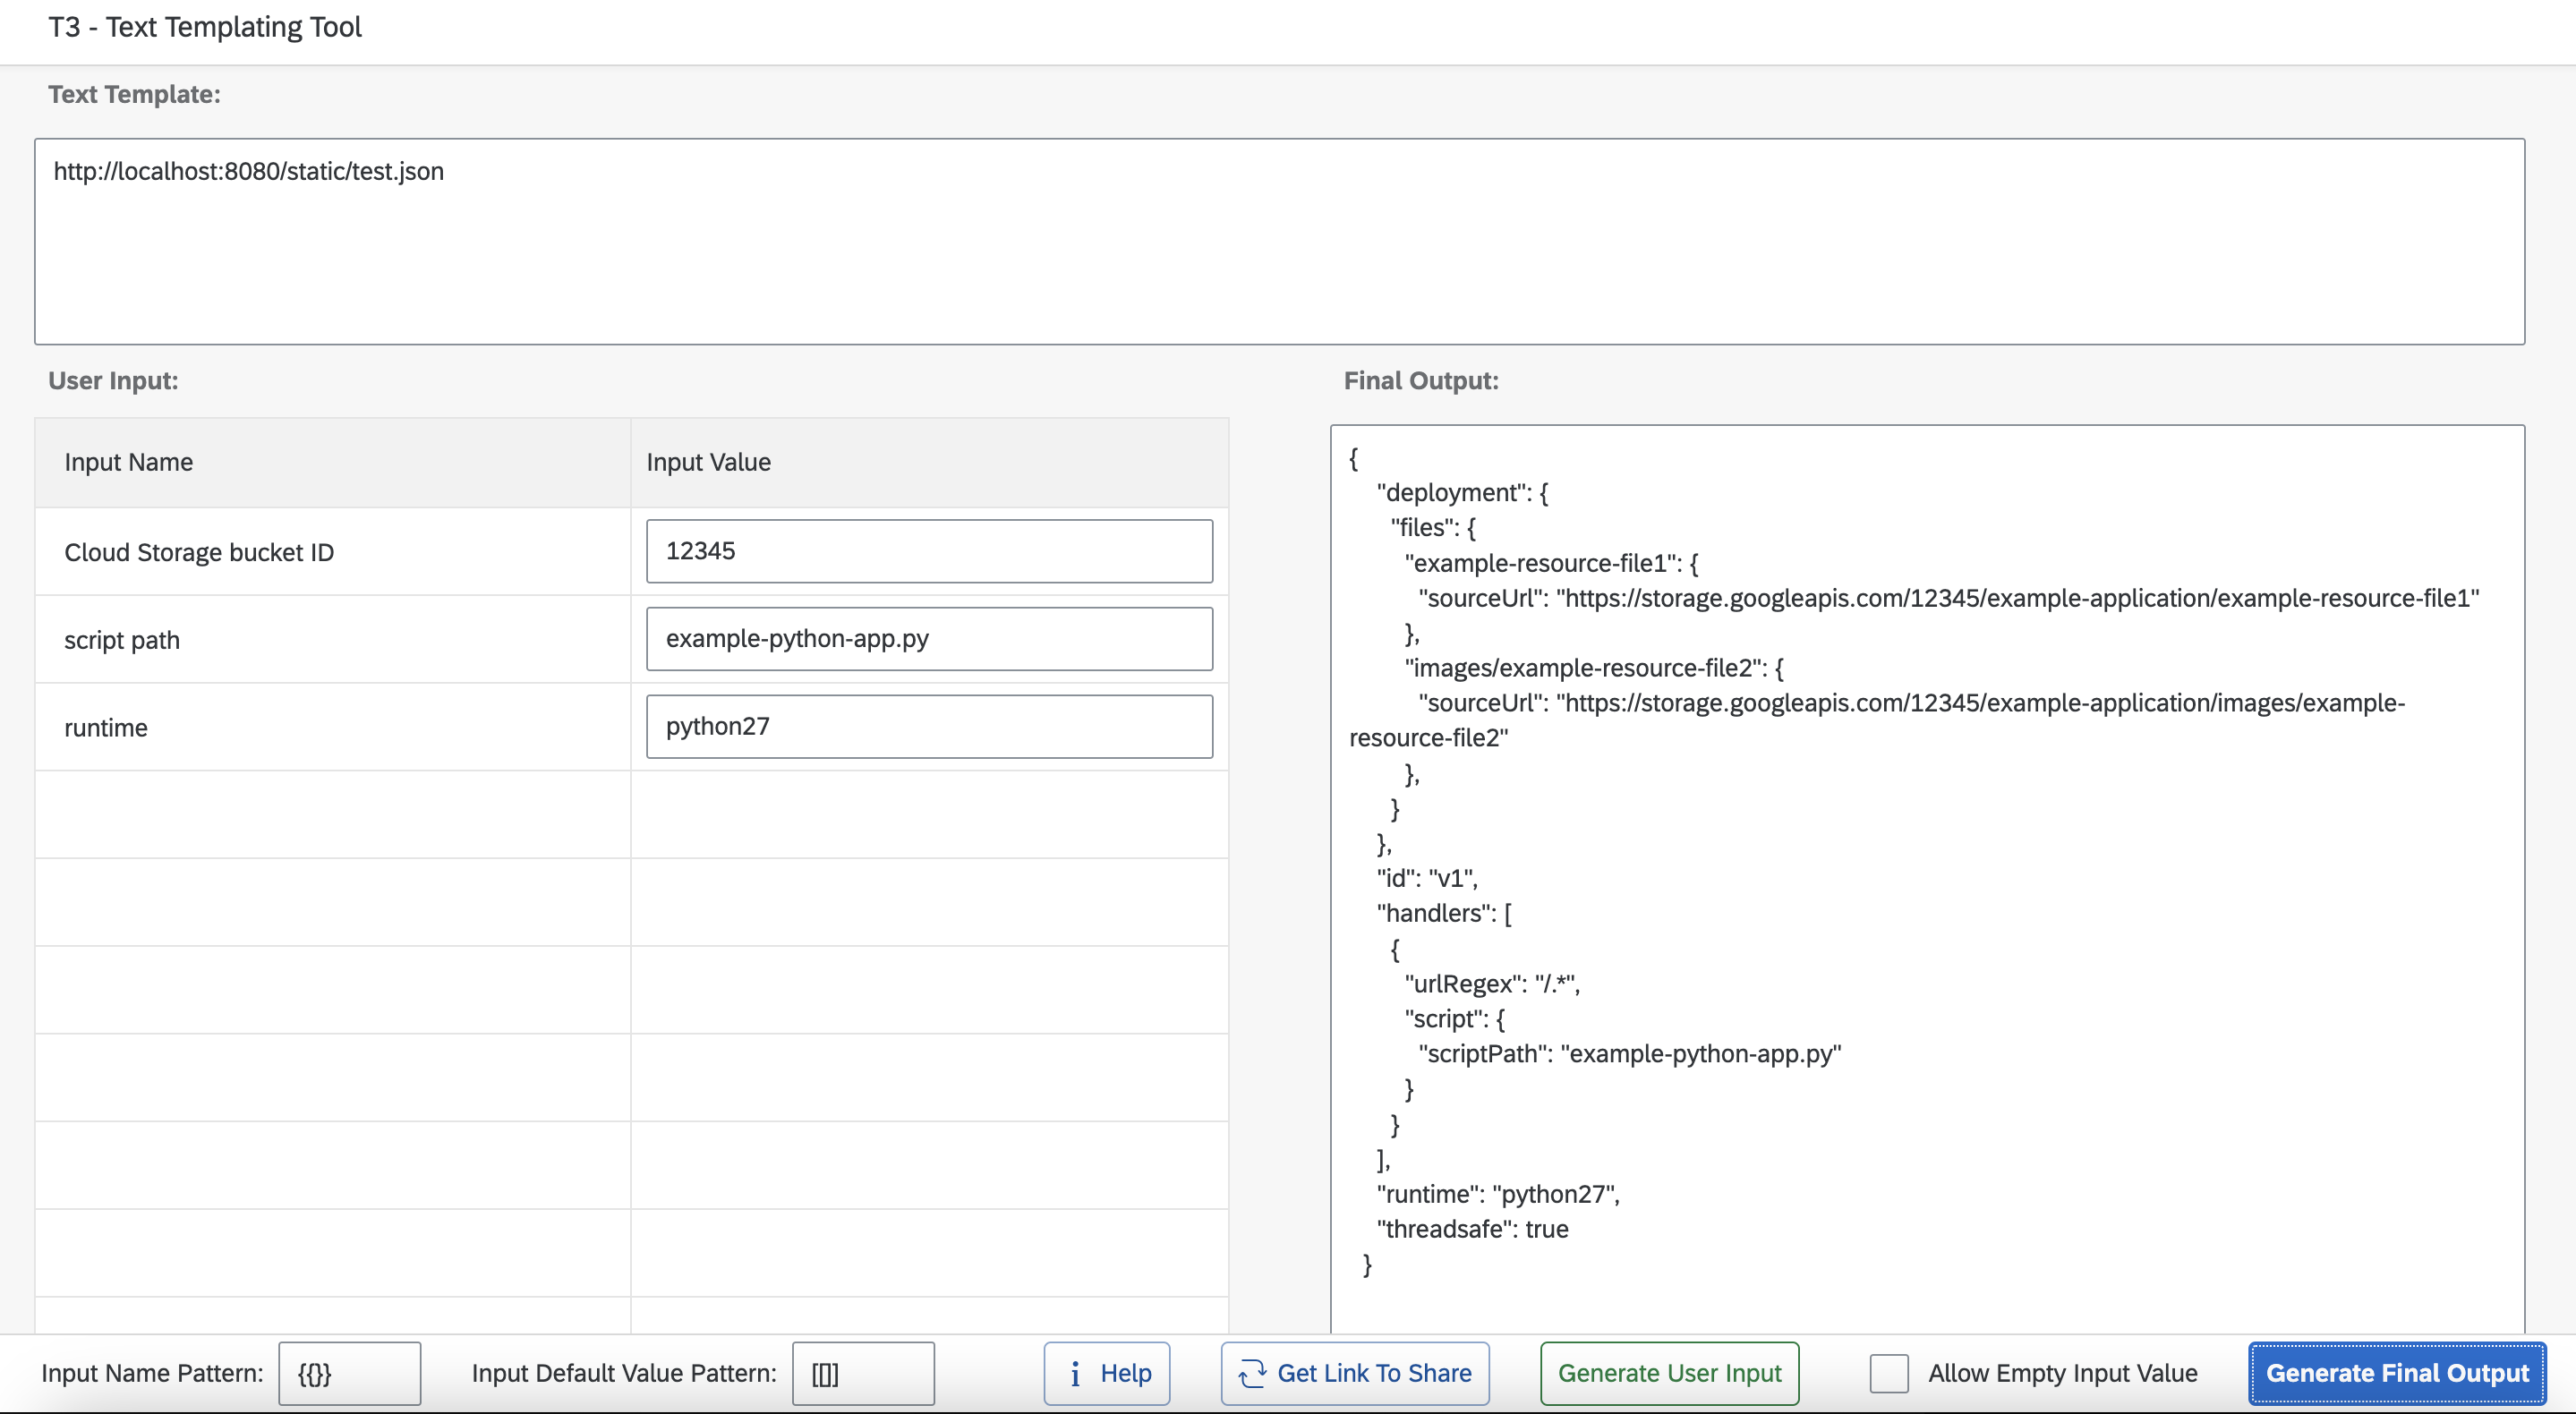 T3 - Text Templating Tool
Text Template:
http://localhost:8080/static/test.json
User Input:
Input Name
Input Value
Cloud Storage bucket ID
12345
script path
example-python-app.py
runtime
python27
Final Output:
{
"deployment": {
"files": {
"example-resource-file1": {
"sourceUrl": "https://storage.googleapis.com/12345/example-application/example-resource-file1"
},
"images/example-resource-file2": {
"sourceUrl": "https://storage.googleapis.com/12345/example-application/images/example-
resource-file2"
},
}
},
"id": "v1",
"handlers": [
{
"urlRegex": "/.*",
"script": {
"scriptPath": "example-python-app.py"
}
}
],
"runtime": "python27",
"threadsafe": true
}
Input Name Pattern:
{{}}
Input Default Value Pattern:
[[]]
Help
Get Link To Share
Generate User Input
Allow Empty Input Value
Generate Final Output